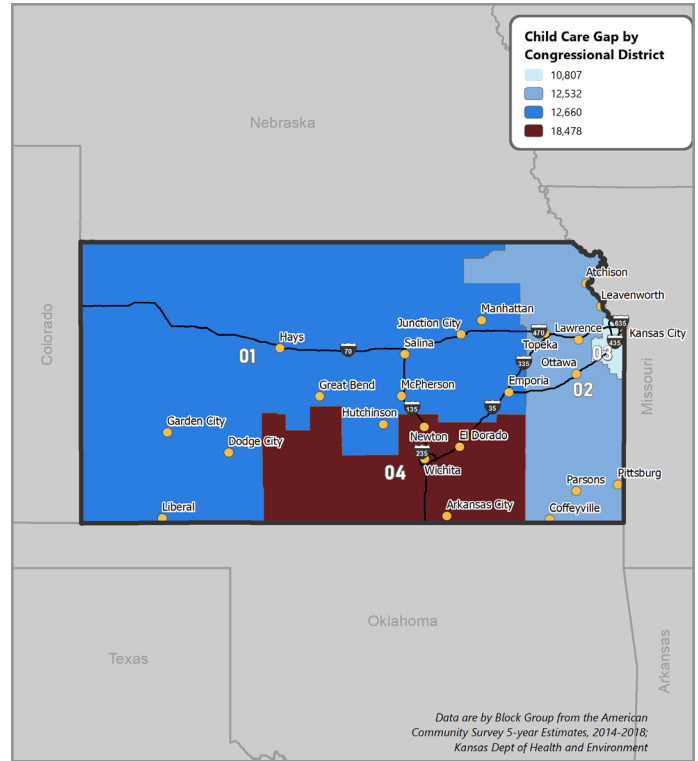 Child Care Gap by
Congressional District
10,807
12,532
12,660
18,478
Nebraska
Colorado
Atchison
Leavenworth
Manhattan
635
Junction City
470
Lawrence
Kansas City
435
Hays
70
Salina
Topeka
03
01
335
Ottawa
Missouri
Emporia
02
Great Bend
McPherson
135
35
Hutchinson
Garden City
Newton
El Dorado
Dodge City
235
04
Wichita
Parsons
Pittsburg
Liberal
Arkansas City
Coffeyville
Oklahoma
Texas
Arkansas
Data are by Block Group from the American
Community Survey 5-year Estimates, 2014-2018;
Kansas Dept of Health and Environment